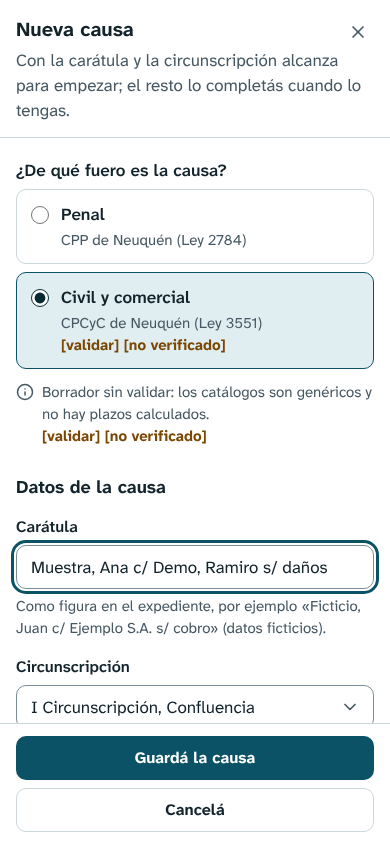 Nueva causa
Con la carátula y la circunscripción alcanza
para empezar; el resto lo completás cuando lo
tengas.
¿De qué fuero es la causa?
Penal
CPP de Neuquén (Ley 2784)
Civil y comercial
CPCyC de Neuquén (Ley 3551)
[validar] [no verificado]
Borrador sin validar: los catálogos son genéricos y
no hay plazos calculados.
[validar] [no verificado]
Datos de la causa
Carátula
Muestra, Ana c/ Demo, Ramiro s/ daños
Como figura en el expediente, por ejemplo «Ficticio,
Juan c/ Ejemplo S.A. s/ cobro» (datos ficticios).
Circunscripción
I Circunscripción, Confluencia
Guardá la causa
Cancelá